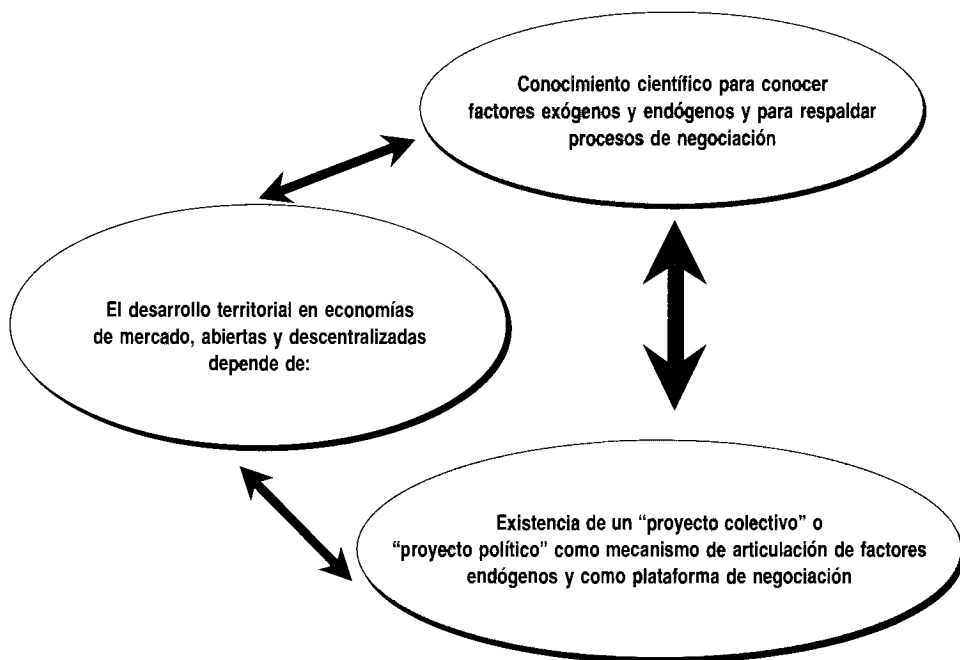 Conocimiento científico para conocer
factores exógenos y endógenos y para respaldar
procesos de negociación
El desarrollo territorial en economías
de mercado, abiertas y descentralizadas
depende de:
Existencia de un “proyecto colectivo” o
“proyecto político” como mecanismo de articulación de factores
endógenos y como plataforma de negociación